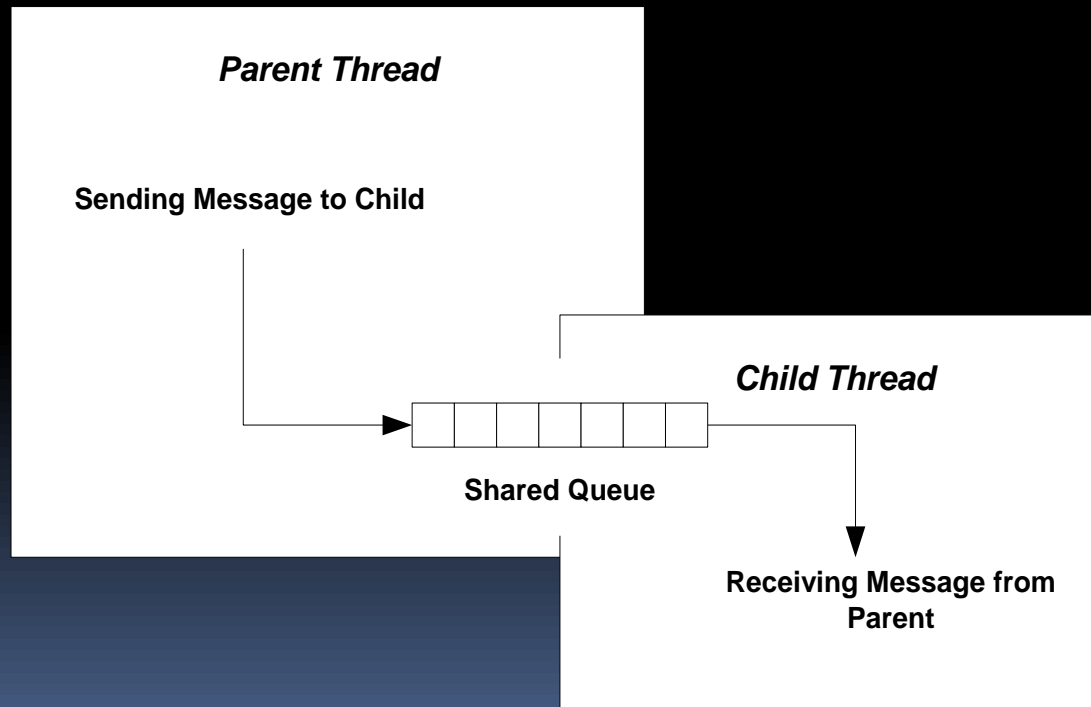 Parent Thread
Sending Message to Child
Child Thread
Shared Queue
Receiving Message from
Parent